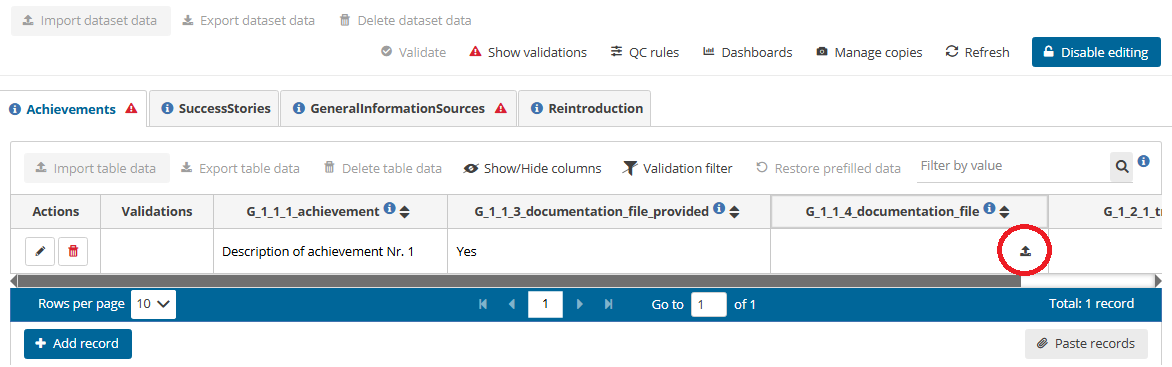 Import dataset data Export dataset data Delete dataset data
Validate Show validations QC rules Dashboards Manage copies Refresh Disable editing
Achievements SuccessStories GeneralInformationSources Reintroduction
Import table data Export table data Delete table data Show/Hide columns Validation filter Restore prefilled data Filter by value
Actions Validations G_1_1_1_achievement G_1_1_3_documentation_file_provided G_1_1_4_documentation_file G_1_2_1_t
Description of achievement Nr. 1 Yes
Rows per page 10 1 Go to 1 of 1 Total: 1 record
Add record Paste records